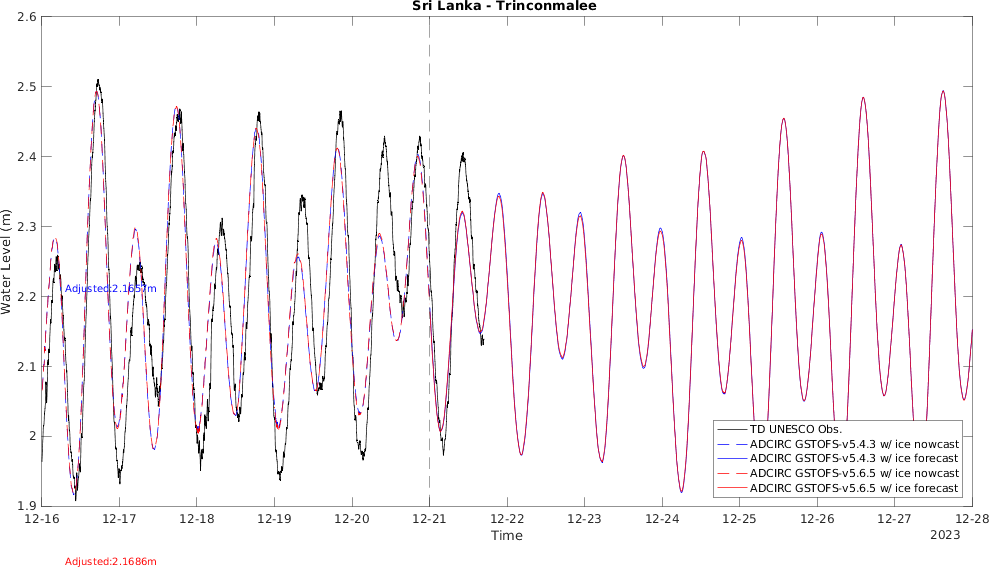 Sri Lanka - Trinconmalee
2.6
2.5
2.4
2.3
2.2
2.1
2
1.9
Water Level (m)
Adjusted:2.1657m
TD UNESCO Obs.
ADCIRC GSTOFS-v5.4.3 w/ ice nowcast
ADCIRC GSTOFS-v5.4.3 w/ ice forecast
ADCIRC GSTOFS-v5.6.5 w/ ice nowcast
ADCIRC GSTOFS-v5.6.5 w/ ice forecast
12-16 12-17 12-18 12-19 12-20 12-21 12-22 12-23 12-24 12-25 12-26 12-27 12-28
Time
2023
Adjusted:2.1686m